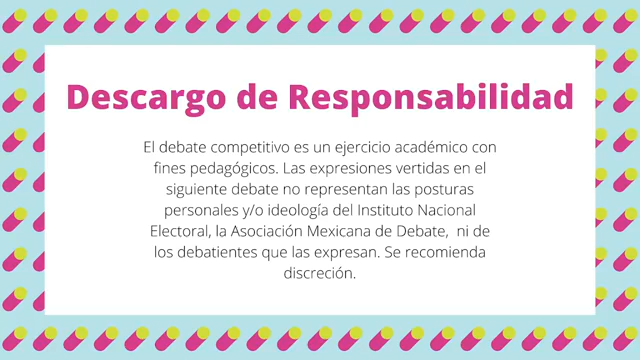 Descargo de Responsabilidad
El debate competitivo es un ejercicio académico con
fines pedagógicos. Las expresiones vertidas en el
siguiente debate no representan las posturas
personales y/o ideología del Instituto Nacional
Electoral, la Asociación Mexicana de Debate, ni de
los debatientes que las expresan. Se recomienda
discreción.